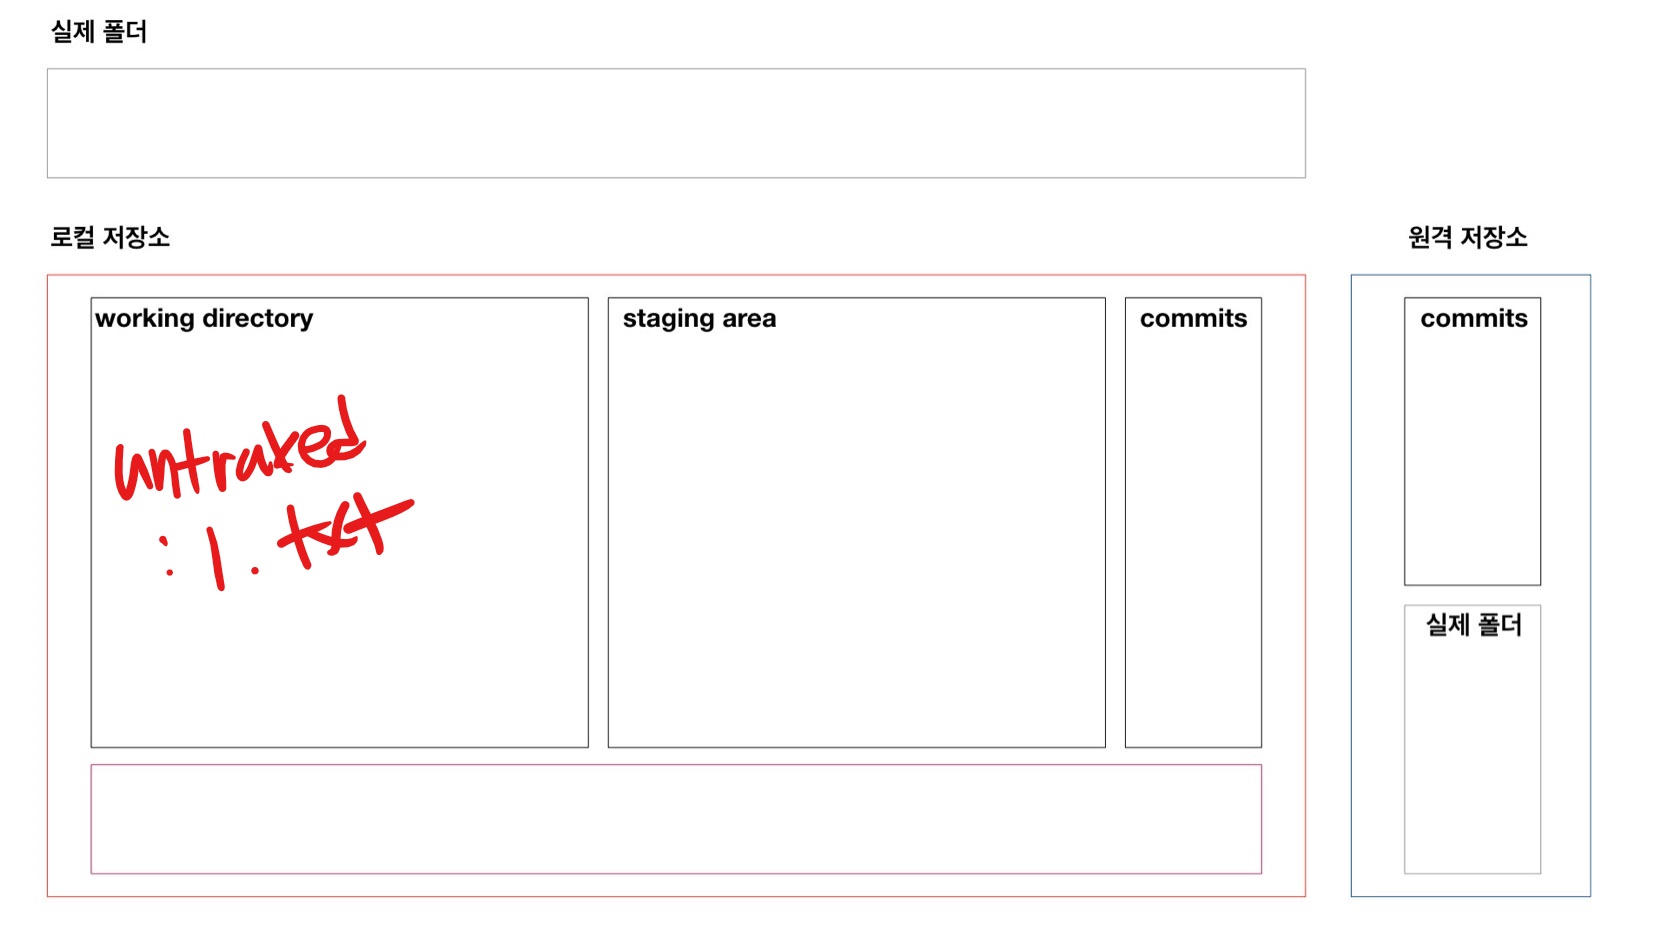 실제 폴더
로컬 저장소
원격 저장소
working directory
staging area
commits
commits
untraked
: 1. txt
실제 폴더